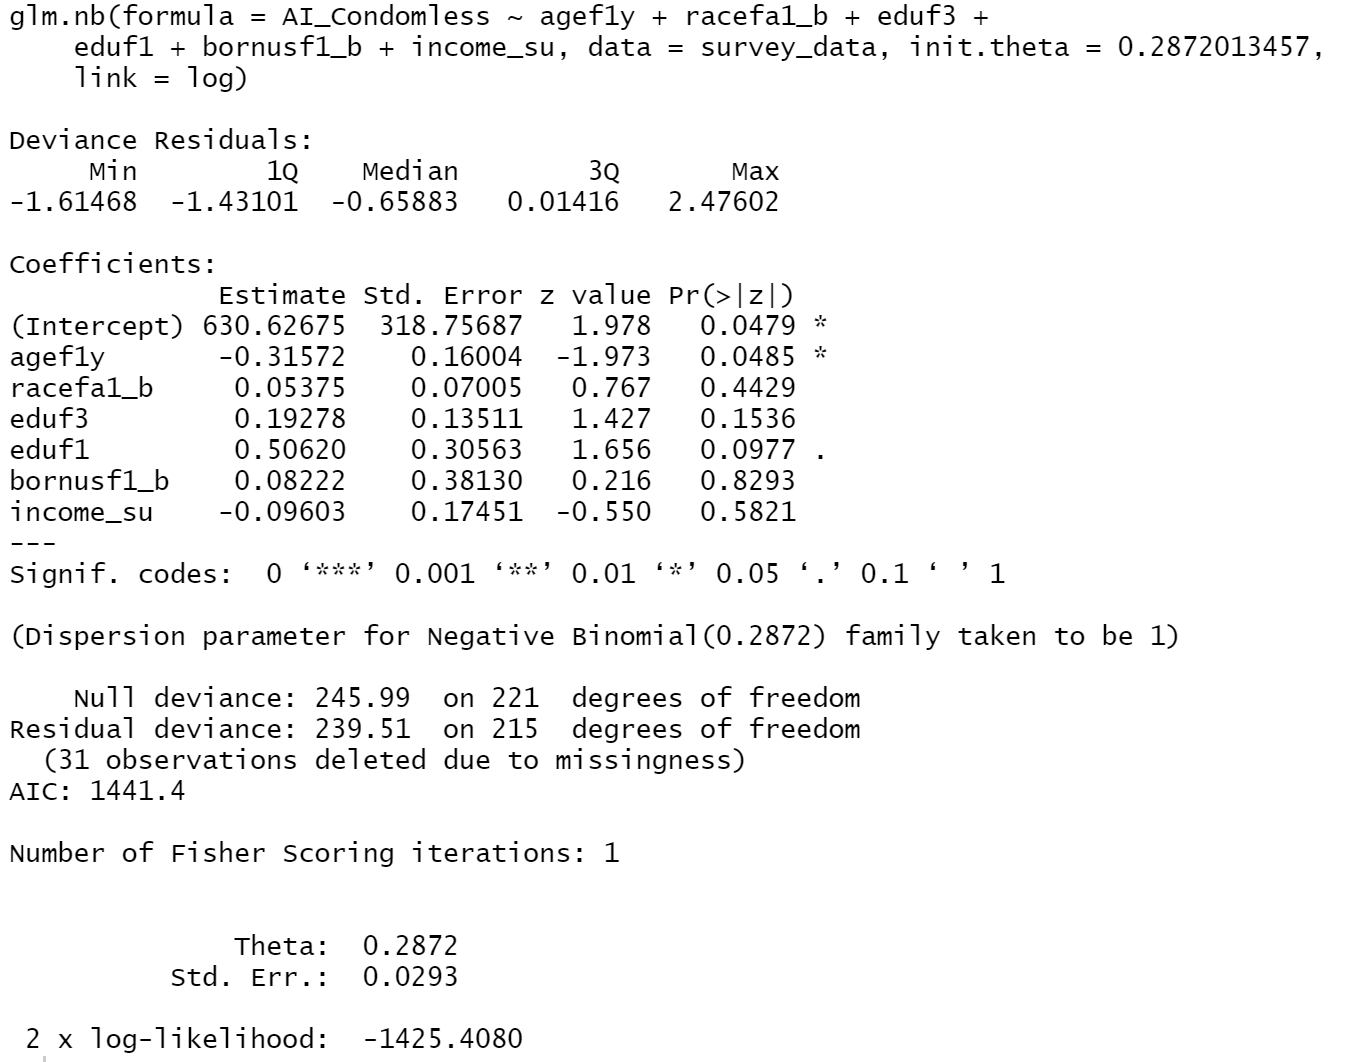 glm.nb(formula = AI_Condomless ~ agef1y + racefa1_b + eduf3 +
    eduf1 + bornusf1_b + income_su, data = survey_data, init.theta = 0.2872013457,
    link = log)

Deviance Residuals:
     Min        1Q    Median        3Q       Max
-1.61468  -1.43101  -0.65883   0.01416   2.47602

Coefficients:
             Estimate Std. Error z value Pr(>|z|)
(Intercept) 630.62675  318.75687   1.978   0.0479 *
agef1y       -0.31572    0.16004  -1.973   0.0485 *
racefa1_b     0.05375    0.07005   0.767   0.4429
eduf3         0.19278    0.13511   1.427   0.1536
eduf1         0.50620    0.30563   1.656   0.0977 .
bornusf1_b    0.08222    0.38130   0.216   0.8293
income_su    -0.09603    0.17451  -0.550   0.5821
---
Signif. codes:  0 ‘***’ 0.001 ‘**’ 0.01 ‘*’ 0.05 ‘.’ 0.1 ‘ ’ 1

(Dispersion parameter for Negative Binomial(0.2872) family taken to be 1)

    Null deviance: 245.99  on 221  degrees of freedom
Residual deviance: 239.51  on 215  degrees of freedom
  (31 observations deleted due to missingness)
AIC: 1441.4

Number of Fisher Scoring iterations: 1

              Theta:  0.2872
          Std. Err.:  0.0293

 2 x log-likelihood:  -1425.4080